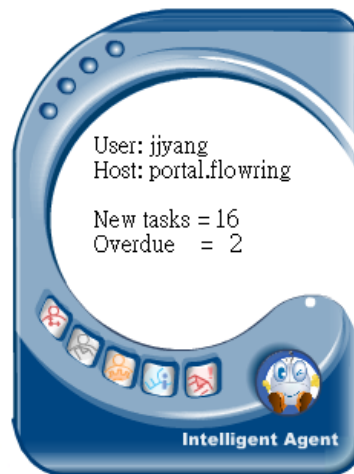 User: jjyang
Host: portal.flowring
New tasks = 16
Overdue = 2
Intelligent Agent